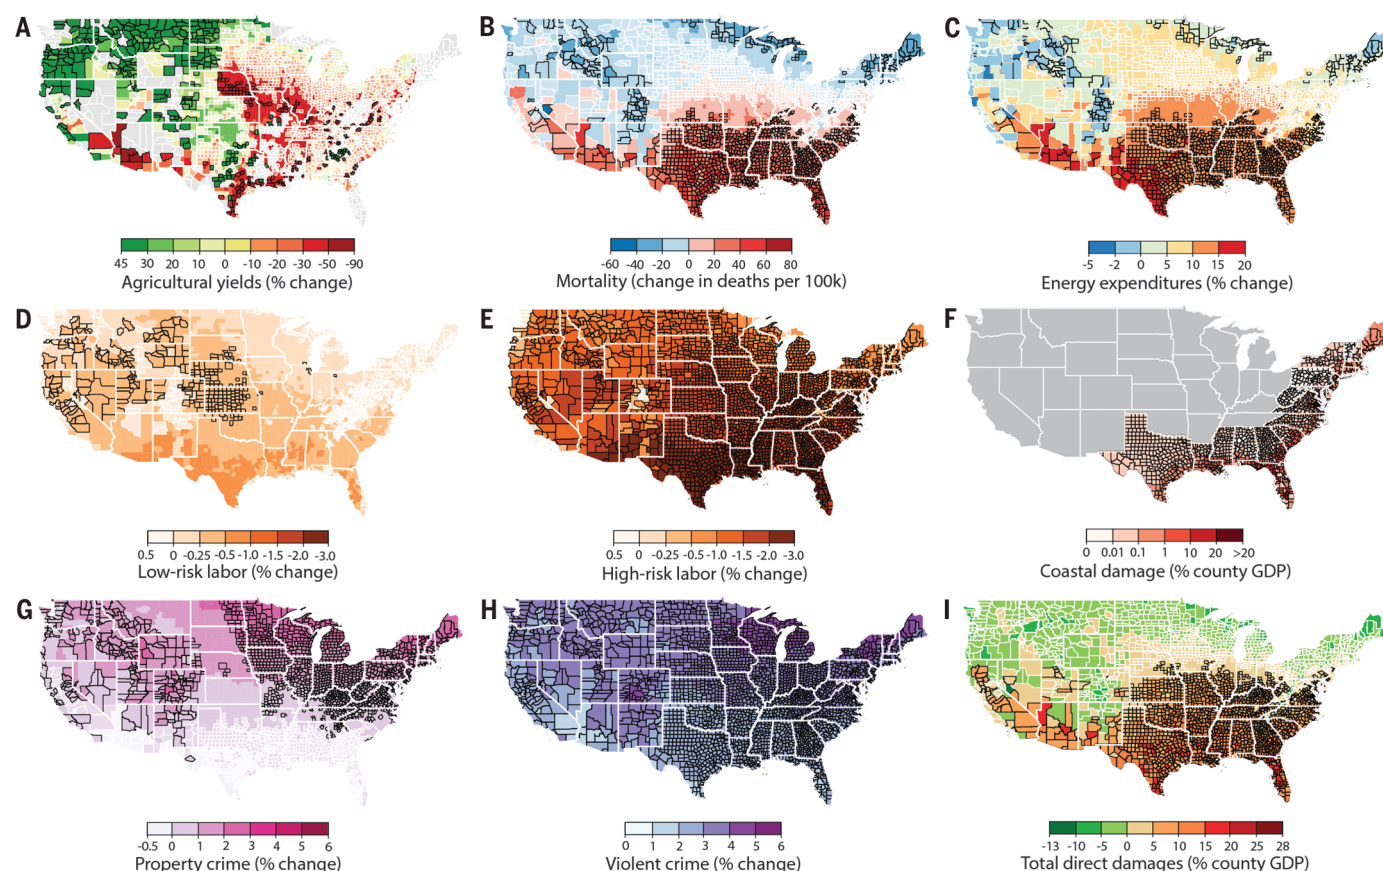 A
B
C
45 30 20 10 0 -10 -20 -30 -50 -90
Agricultural yields (% change)
-60 -40 -20 0 20 40 60 80
Mortality (change in deaths per 100k)
-5 -2 0 5 10 15 20
Energy expenditures (% change)
D
E
F
0.5 0 -0.25 -0.5 -1.0 -1.5 -2.0 -3.0
Low-risk labor (% change)
0.5 0 -0.25 -0.5 -1.0 -1.5 -2.0 -3.0
High-risk labor (% change)
0 0.01 0.1 1 10 20 >20
Coastal damage (% county GDP)
G
H
I
-0.5 0 1 2 3 4 5 6
Property crime (% change)
0 1 2 3 4 5 6
Violent crime (% change)
-13 -10 -5 0 5 10 15 20 25 28
Total direct damages (% county GDP)